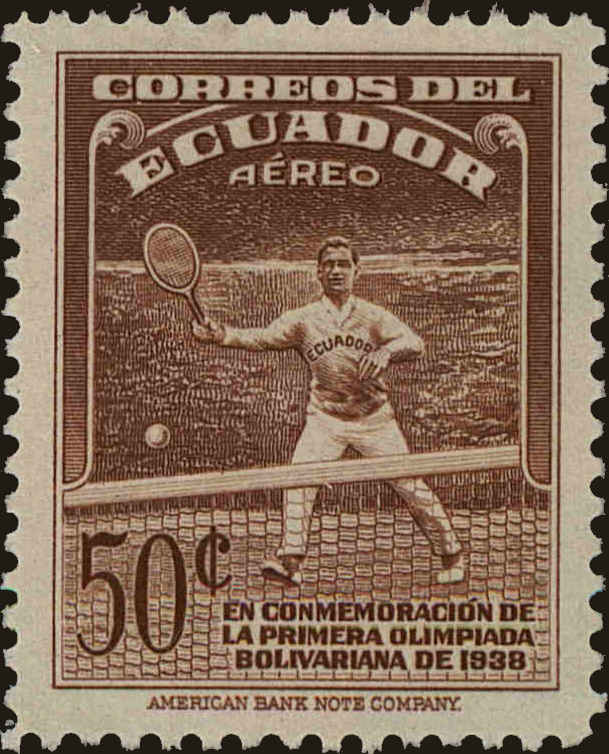 CORREOS DEL
ECUADOR
AÉREO
ECUADOR
50¢
EN CONMEMORACIÓN DE
LA PRIMERA OLIMPIADA
BOLIVARIANA DE 1938
AMERICAN BANK NOTE COMPANY.